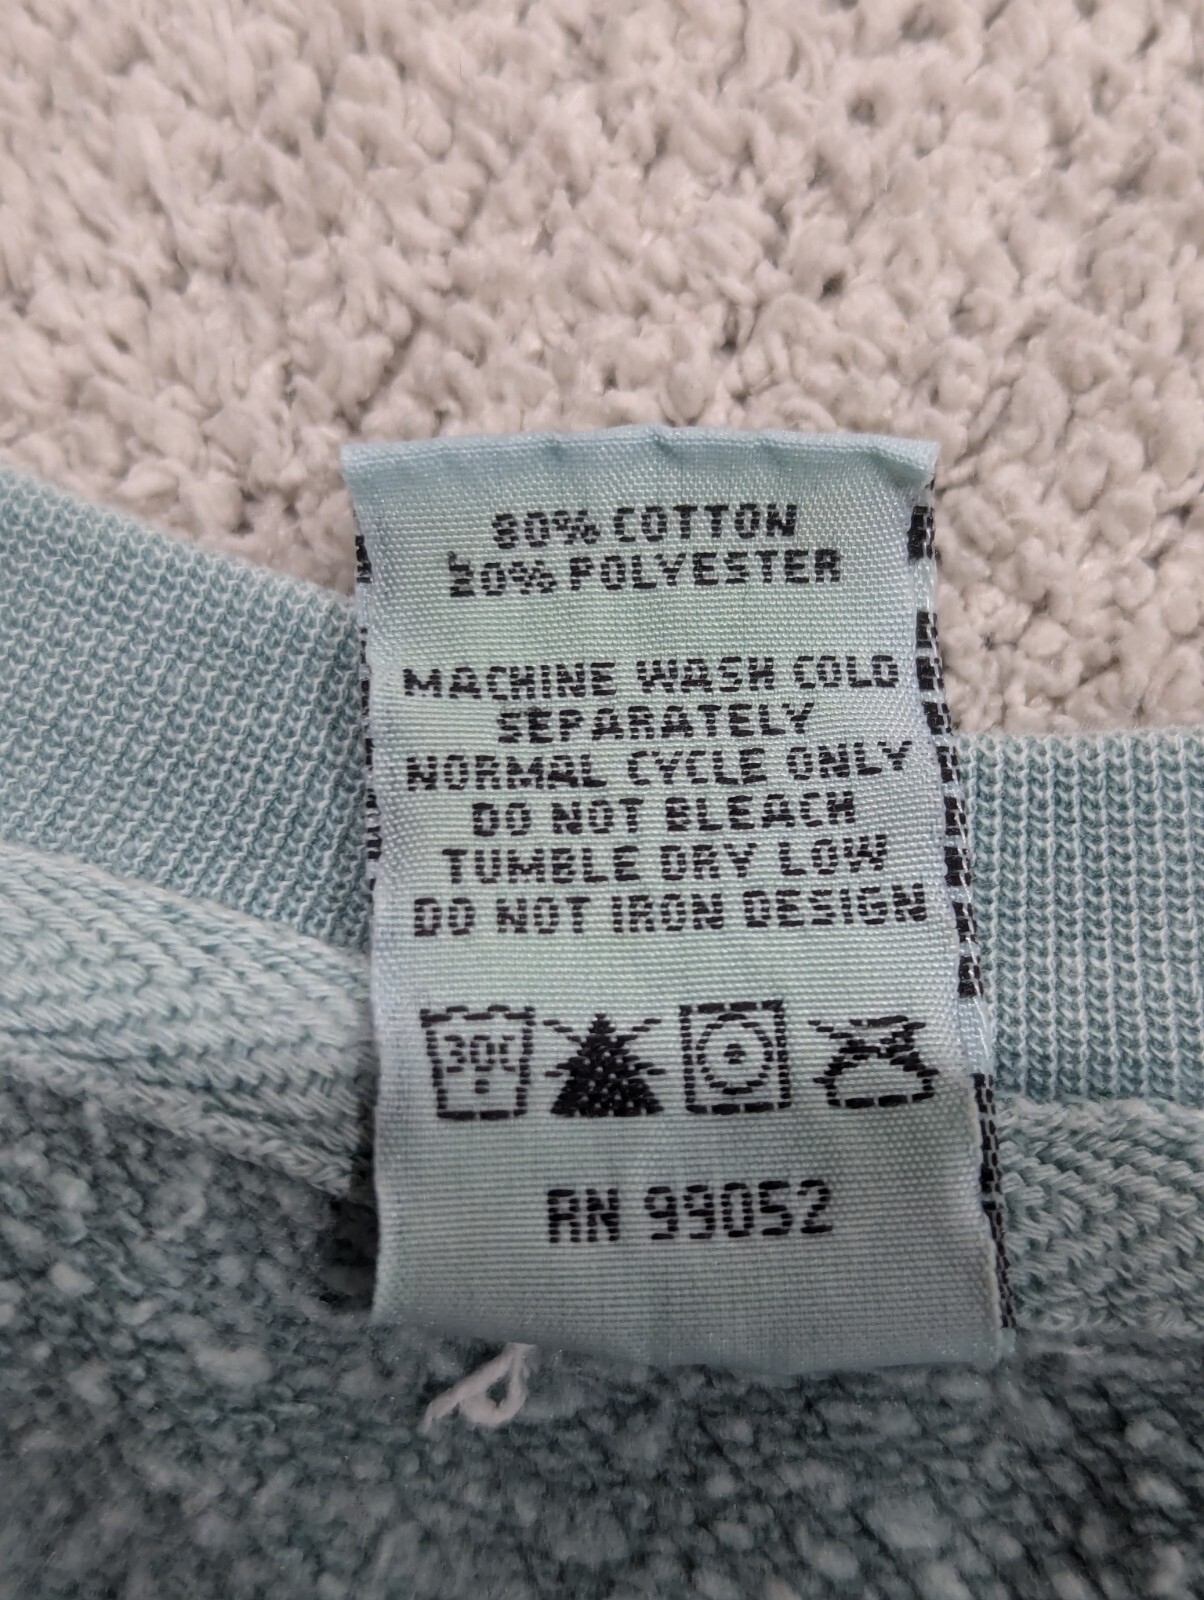 80% COTTON
20% POLYESTER
MACHINE WASH COLD
SEPARATELY
NORMAL CYCLE ONLY
DO NOT BLEACH
TUMBLE DRY LOW
DO NOT IRON DESIGN
30C
RN 99052